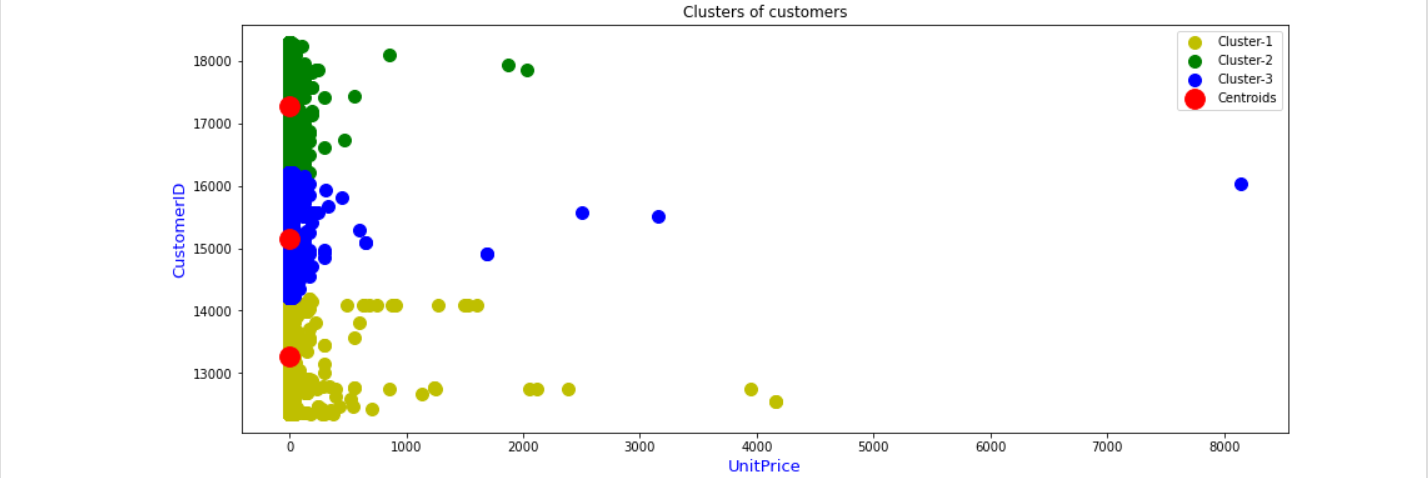 Clusters of customers
Cluster-1
Cluster-2
Cluster-3
Centroids
CustomerID
18000
17000
16000
15000
14000
13000
0 1000 2000 3000 4000 5000 6000 7000 8000
UnitPrice